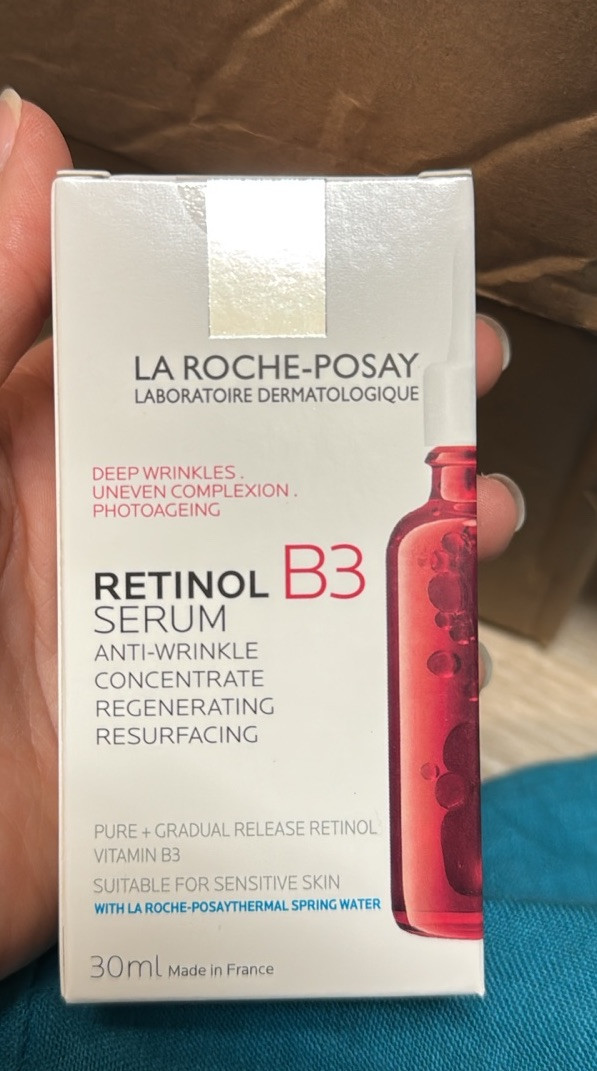 LA ROCHE-POSAY
LABORATOIRE DERMATOLOGIQUE
DEEP WRINKLES.
UNEVEN COMPLEXION.
PHOTOAGEING
RETINOL B3
SERUM
ANTI-WRINKLE
CONCENTRATE
REGENERATING
RESURFACING
PURE + GRADUAL RELEASE RETINOL
VITAMIN B3
SUITABLE FOR SENSITIVE SKIN
WITH LA ROCHE-POSAYTHERMAL SPRING WATER
30ml Made in France